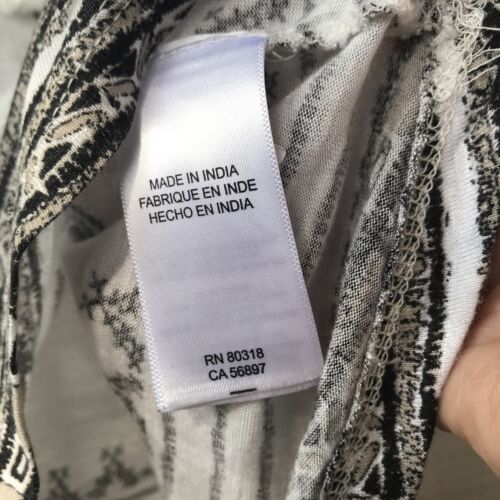 MADE IN INDIA
FABRIQUE EN INDE
HECHO EN INDIA
RN 80318
CA 56897